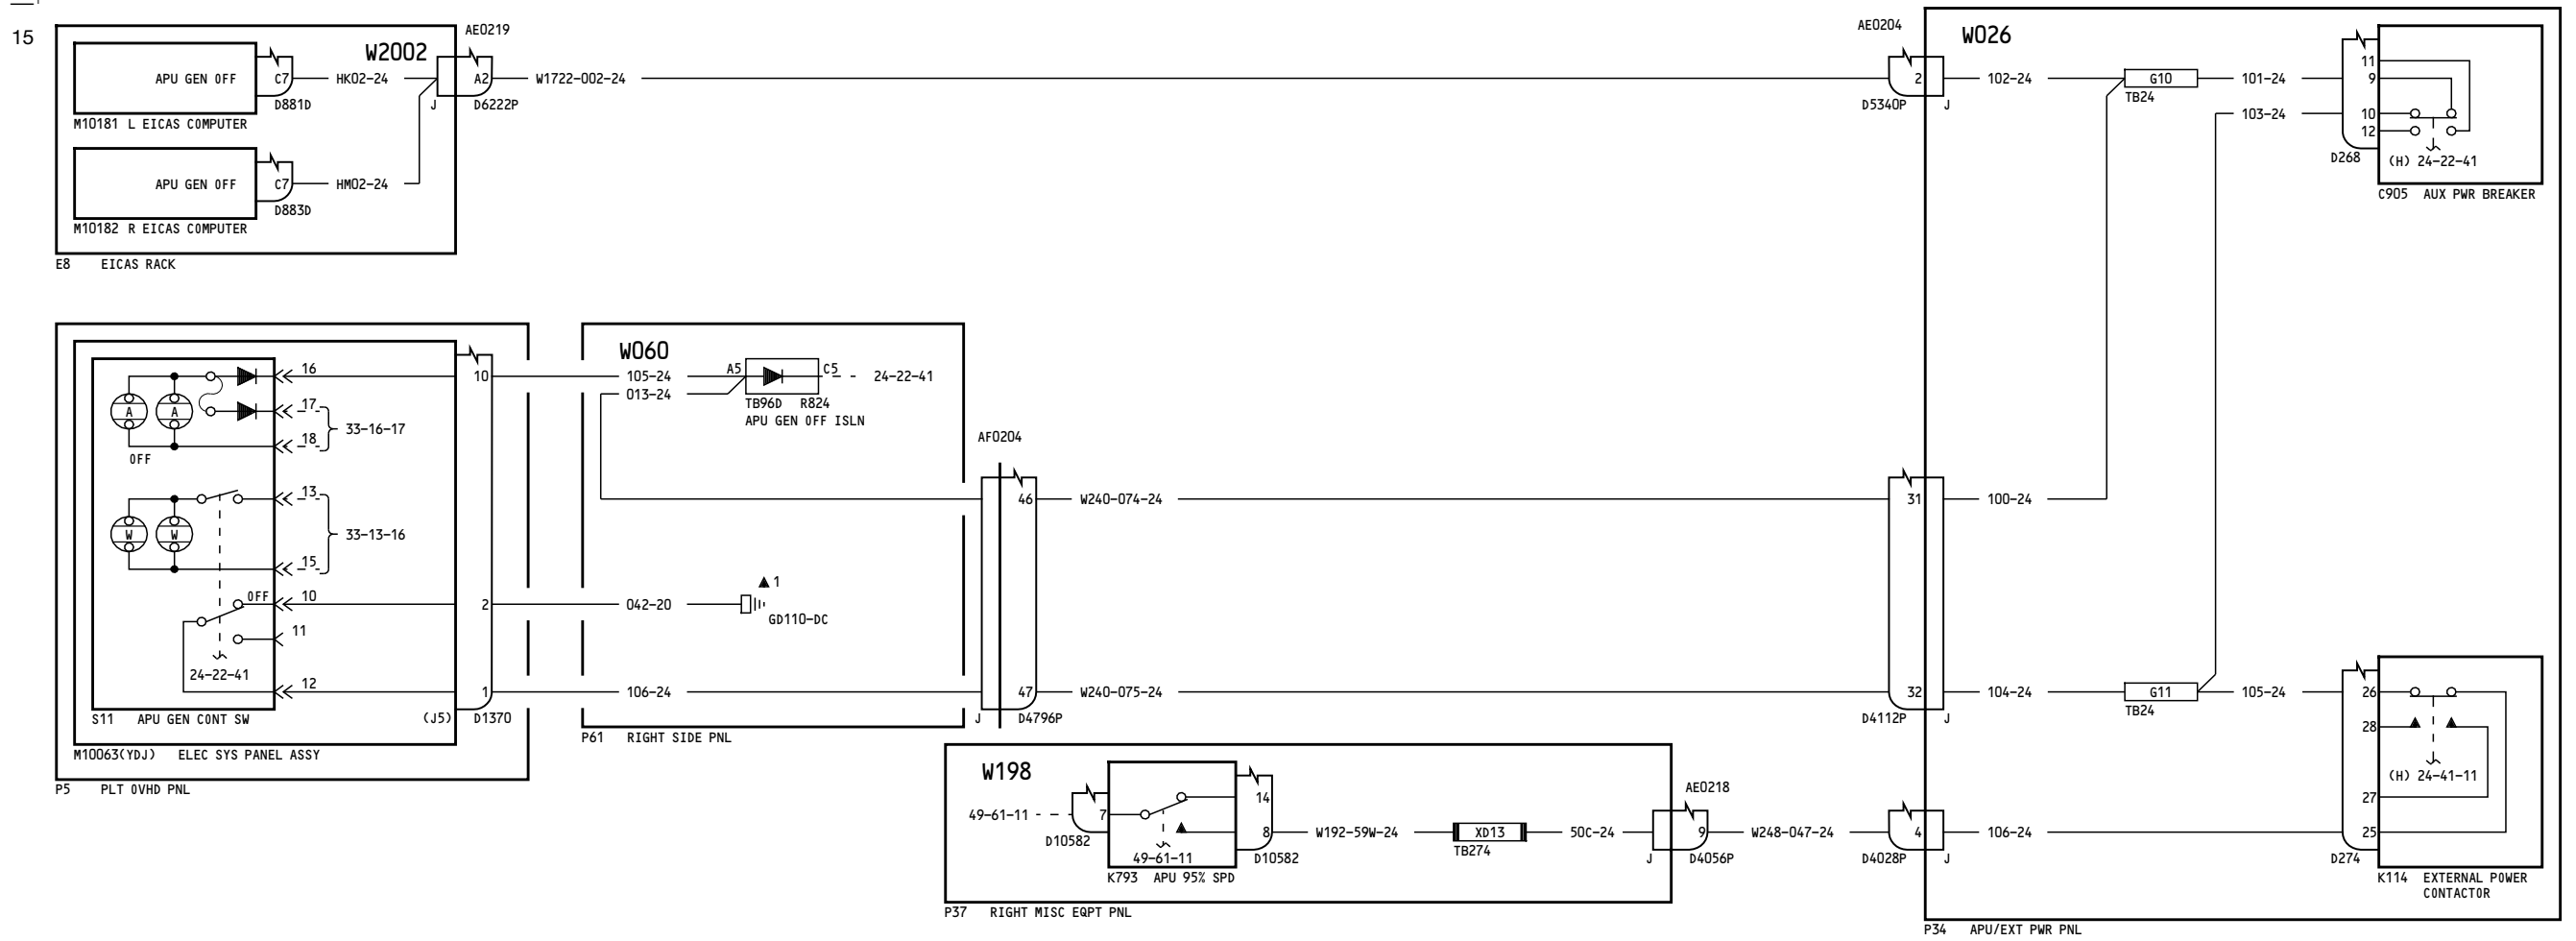 15
W2002
AE0219
APU GEN OFF
C7
HK02-24
A2
W1722-002-24
D881D
J
D6222P
M10181 L EICAS COMPUTER
APU GEN OFF
C7
HM02-24
D883D
M10182 R EICAS COMPUTER
E8 EICAS RACK
AE0204
W026
2
102-24
G10
101-24
D5340P
J
TB24
103-24
11
9
10
12
D268
(H) 24-22-41
C905 AUX PWR BREAKER
16
10
A
A
17
33-16-17
18
OFF
13
W
W
33-13-16
15
OFF
10
2
11
24-22-41
12
1
S11 APU GEN CONT SW
(J5)
D1370
M10063(YDJ) ELEC SYS PANEL ASSY
P5 PLT OVHD PNL
W060
105-24
A5
C5
24-22-41
013-24
TB96D R824
APU GEN OFF ISLN
1
042-20
GD110-DC
106-24
P61 RIGHT SIDE PNL
AF0204
46
W240-074-24
31
100-24
47
W240-075-24
32
104-24
G11
105-24
J
D4796P
D4112P
J
TB24
26
28
(H) 24-41-11
27
25
D274
K114 EXTERNAL POWER
CONTACTOR
W198
49-61-11
7
14
8
W192-59W-24
XD13
50C-24
AE0218
9
W248-047-24
4
106-24
D10582
49-61-11
D10582
TB274
J
D4056P
D4028P
J
K793 APU 95% SPD
P37 RIGHT MISC EQPT PNL
P34 APU/EXT PWR PNL